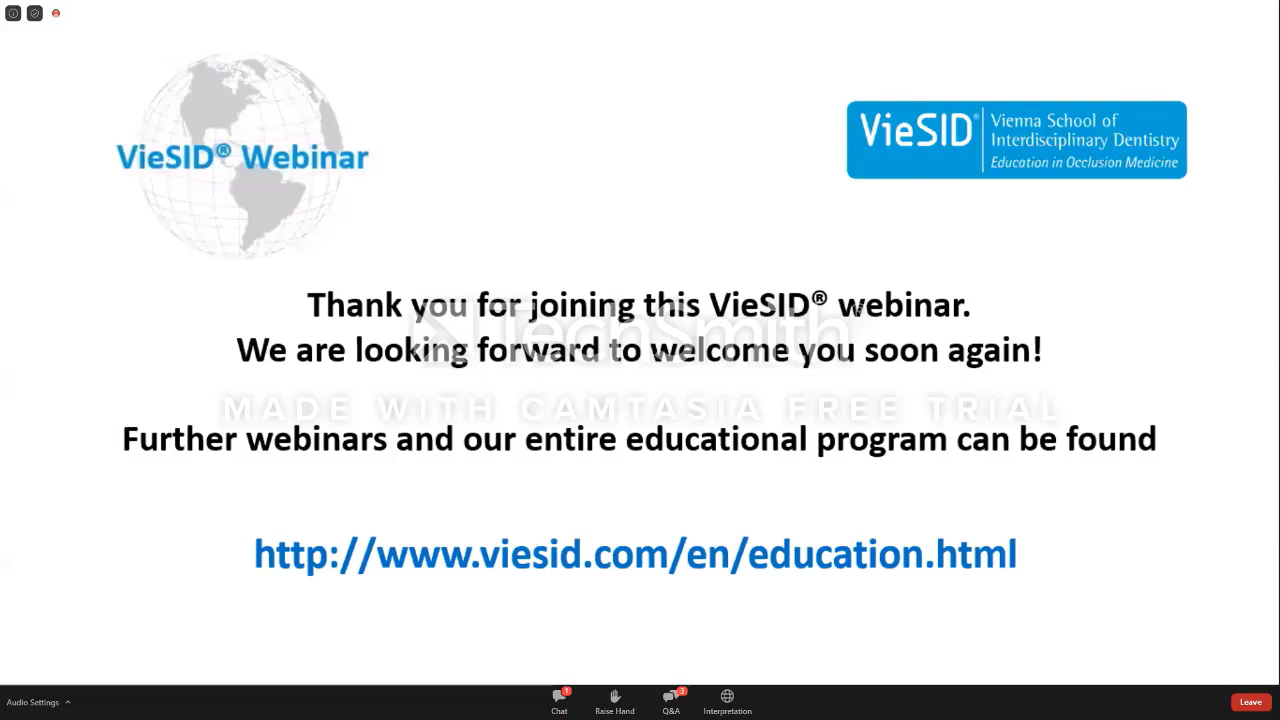 VieSID® Webinar
VieSID®
Vienna School of
Interdisciplinary Dentistry
Education in Occlusion Medicine
Thank you for joining this VieSID® webinar.
We are looking forward to welcome you soon again!
TechSmith
MADE WITH CAMTASIA FREE TRIAL
Further webinars and our entire educational program can be found
http://www.viesid.com/en/education.html
Audio Settings
1
Chat
Raise Hand
3
Q&A
Interpretation
Leave